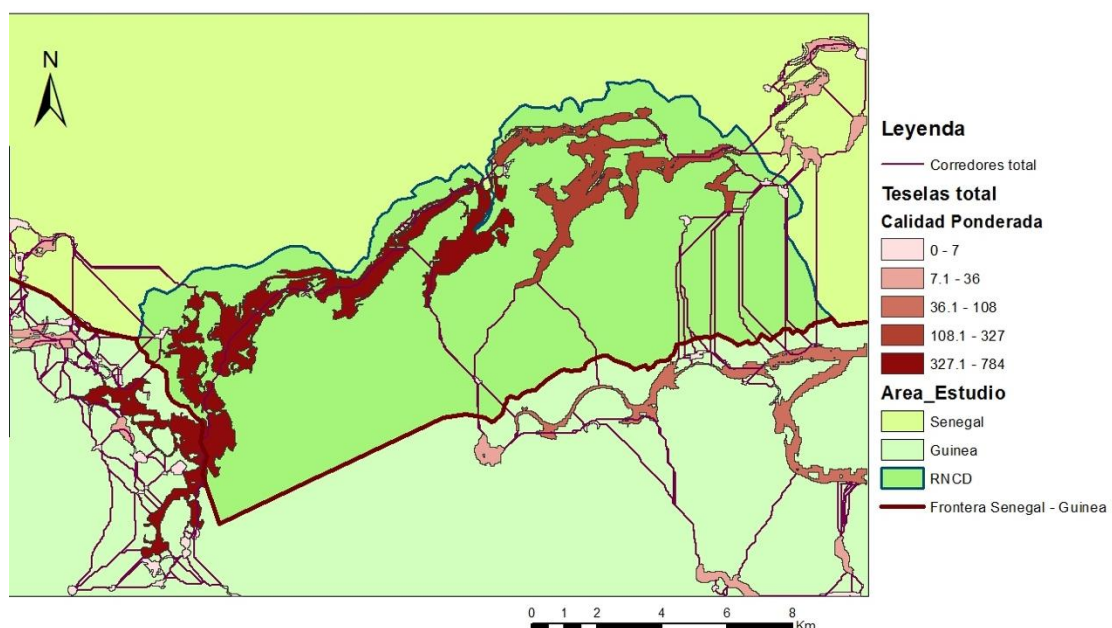 N
Leyenda
Corredores total
Teselas total
Calidad Ponderada
0 - 7
7.1 - 36
36.1 - 108
108.1 - 327
327.1 - 784
Area_Estudio
Senegal
Guinea
RNCD
Frontera Senegal - Guinea
0 1 2 4 6 8
Km